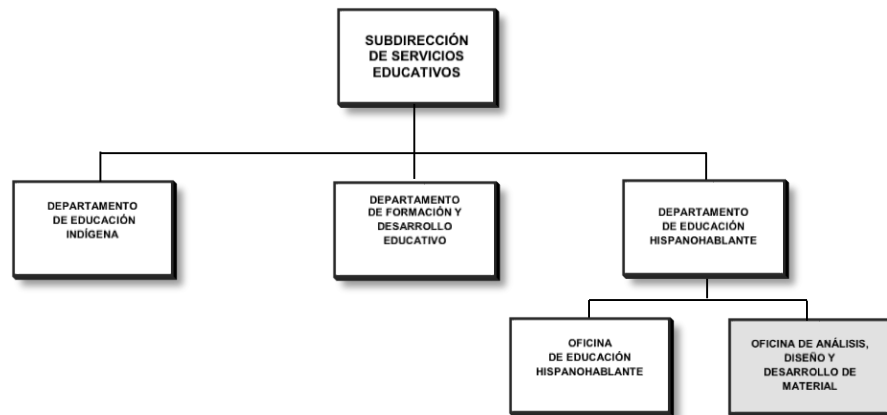 SUBDIRECCIÓN
DE SERVICIOS
EDUCATIVOS
DEPARTAMENTO
DE EDUCACIÓN
INDÍGENA
DEPARTAMENTO
DE FORMACIÓN Y
DESARROLLO
EDUCATIVO
DEPARTAMENTO
DE EDUCACIÓN
HISPANOHABLANTE
OFICINA
DE EDUCACIÓN
HISPANOHABLANTE
OFICINA DE ANÁLISIS,
DISEÑO Y
DESARROLLO DE
MATERIAL